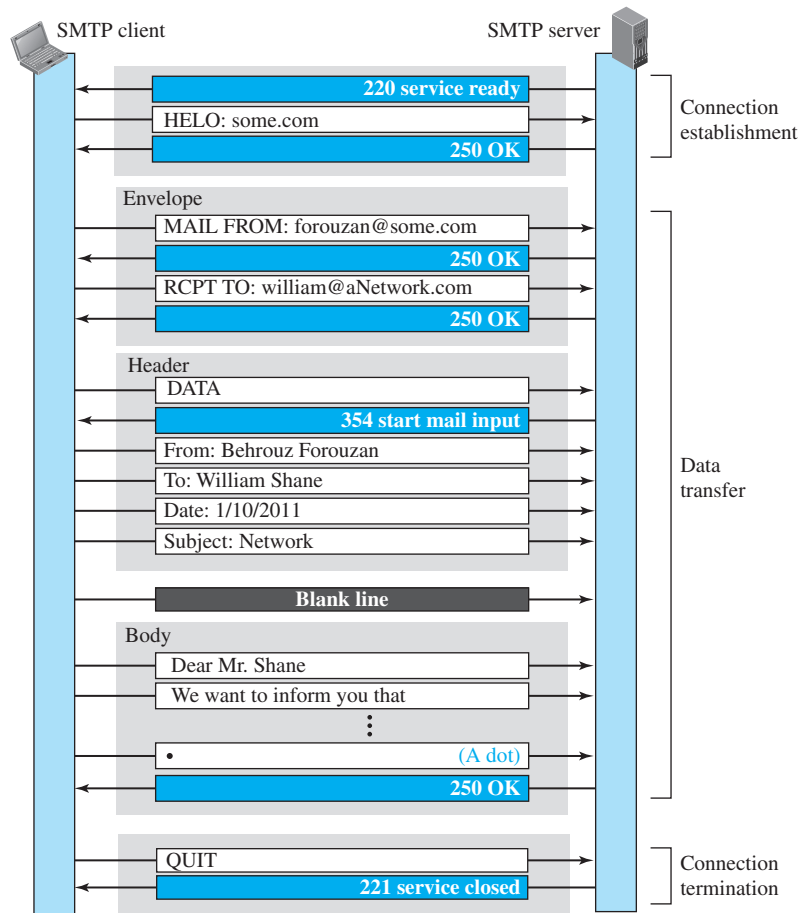 SMTP client
SMTP server
220 service ready
HELO: some.com
250 OK
Connection
establishment
Envelope
MAIL FROM: forouzan@some.com
250 OK
RCPT TO: william@aNetwork.com
250 OK
Header
DATA
354 start mail input
From: Behrouz Forouzan
To: William Shane
Date: 1/10/2011
Subject: Network
Data
transfer
Blank line
Body
Dear Mr. Shane
We want to inform you that
⋮
• (A dot)
250 OK
QUIT
221 service closed
Connection
termination